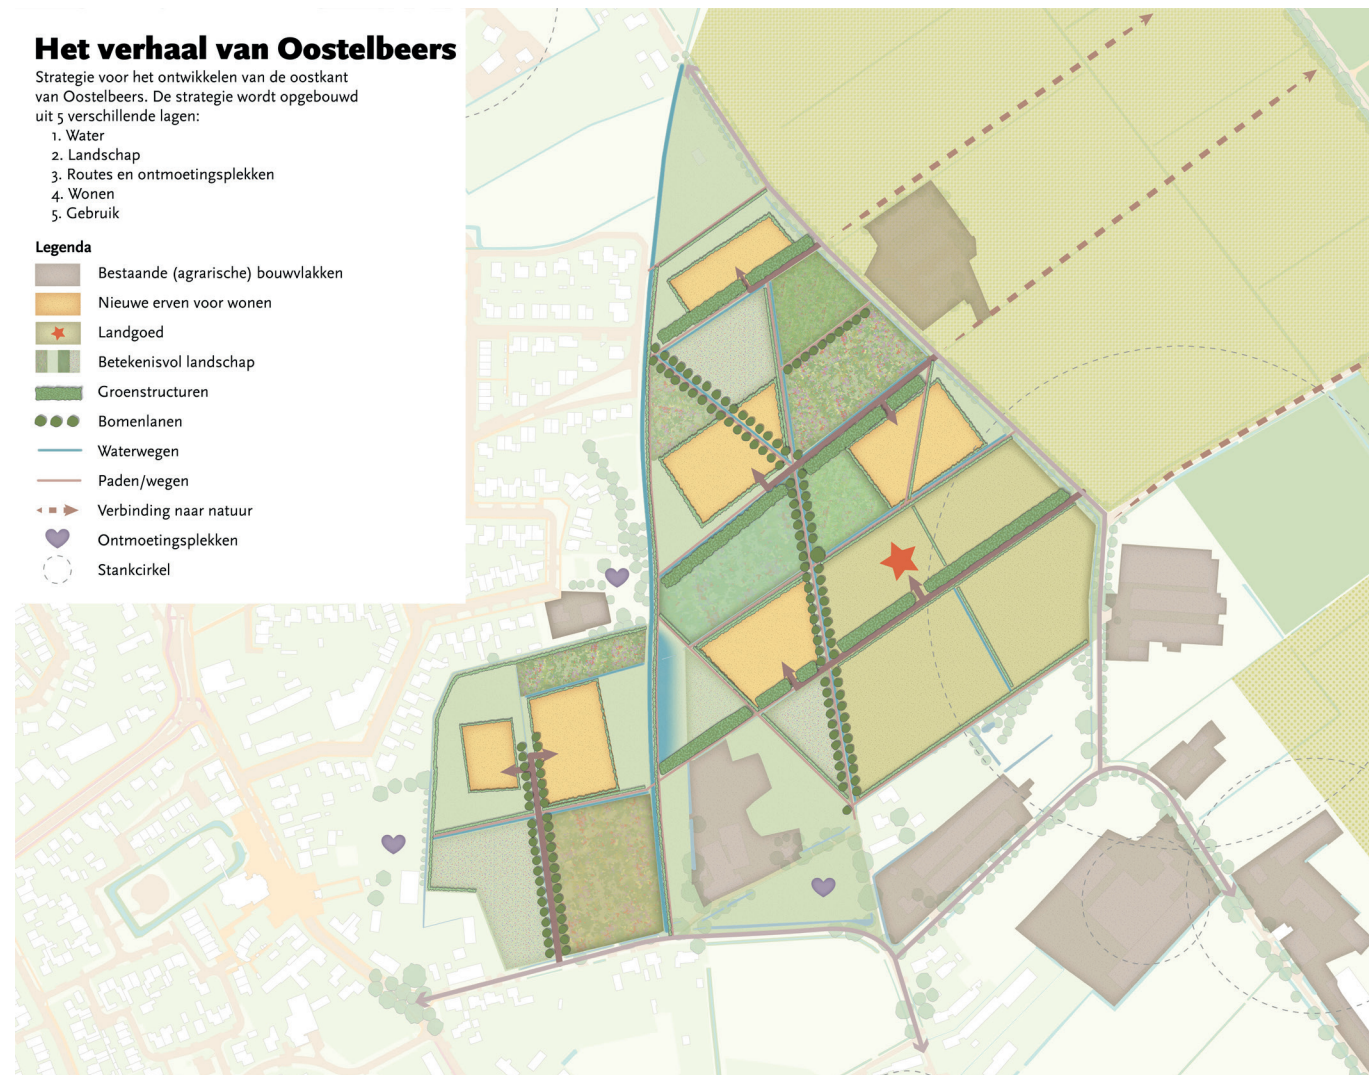 Het verhaal van Oostelbeers
Strategie voor het ontwikkelen van de oostkant
van Oostelbeers. De strategie wordt opgebouwd
uit 5 verschillende lagen:
1. Water
2. Landschap
3. Routes en ontmoetingsplekken
4. Wonen
5. Gebruik
Legenda
Bestaande (agrarische) bouwvlakken
Nieuwe erven voor wonen
Landgoed
Betekenisvol landschap
Groenstructuren
Bomenlanen
Waterwegen
Paden/wegen
Verbinding naar natuur
Ontmoetingsplekken
Stankcirkel